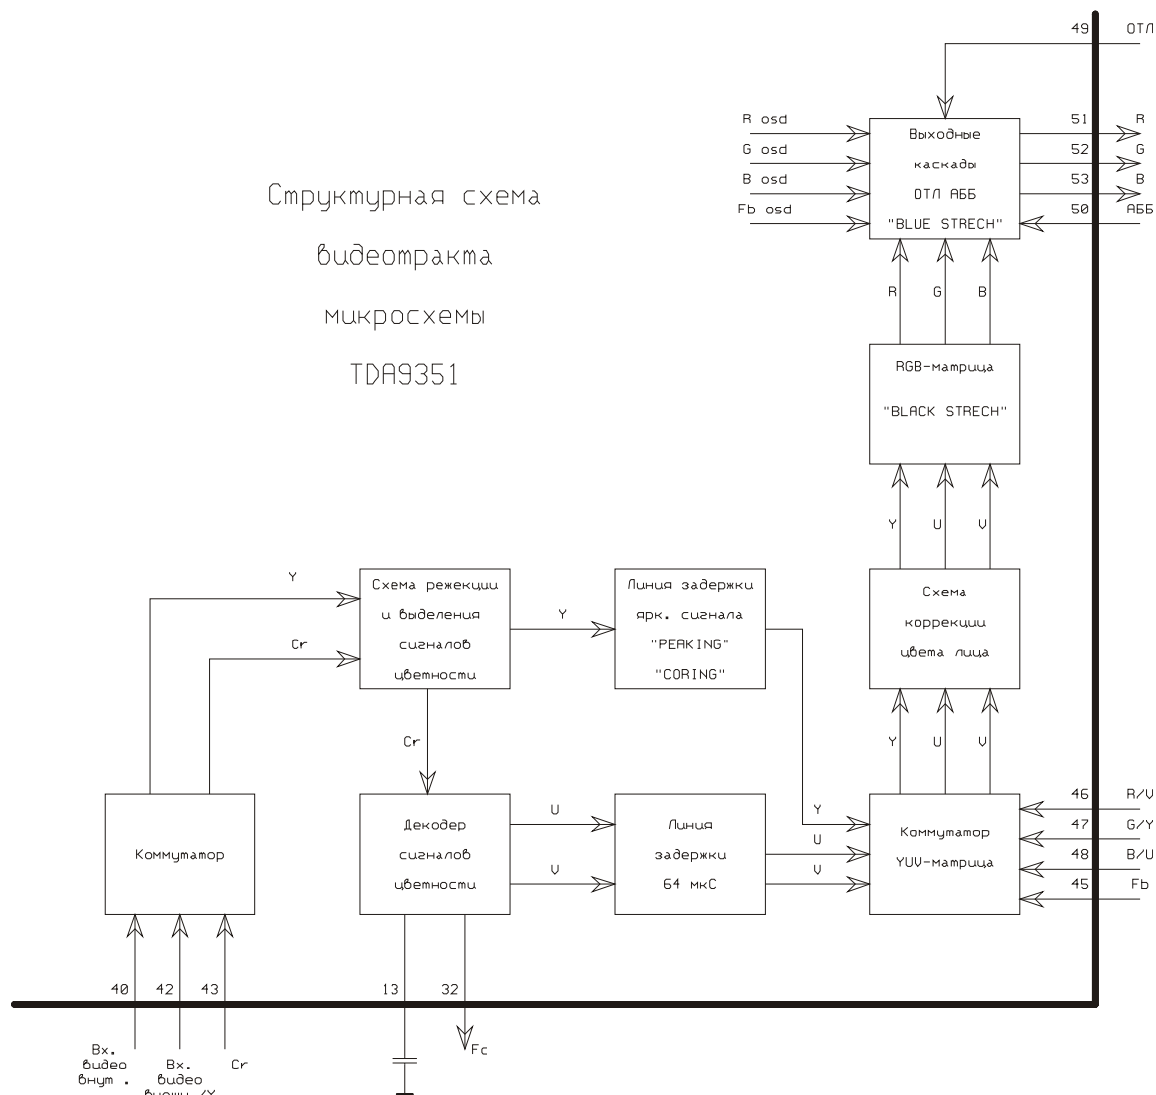 49 ОТЛ
R osd
Выходные
51 R
G osd
каскады
52 G
B osd
ОТЛ АББ
53 B
Fb osd
"BLUE STRECH"
50 АББ
Структурная схема
видеотракта
микросхемы
TDA9351
R G B
RGB-матрица
"BLACK STRECH"
Y U V
Y
Схема режекции
и выделения
сигналов
цветности
Cr
Y
Линия задержки
ярк. сигнала
"PEAKING"
"CORING"
Схема
коррекции
цвета лица
Cr
Y U V
Коммутатор
Декодер
сигналов
цветности
U
V
Линия
задержки
64 мкС
Y
U
V
Коммутатор
YUV-матрица
46 R/V
47 G/Y
48 B/U
45 Fb
40 42 43
13 32
Вх.
видео
внут .
Вх.
видео
Cr
Fc